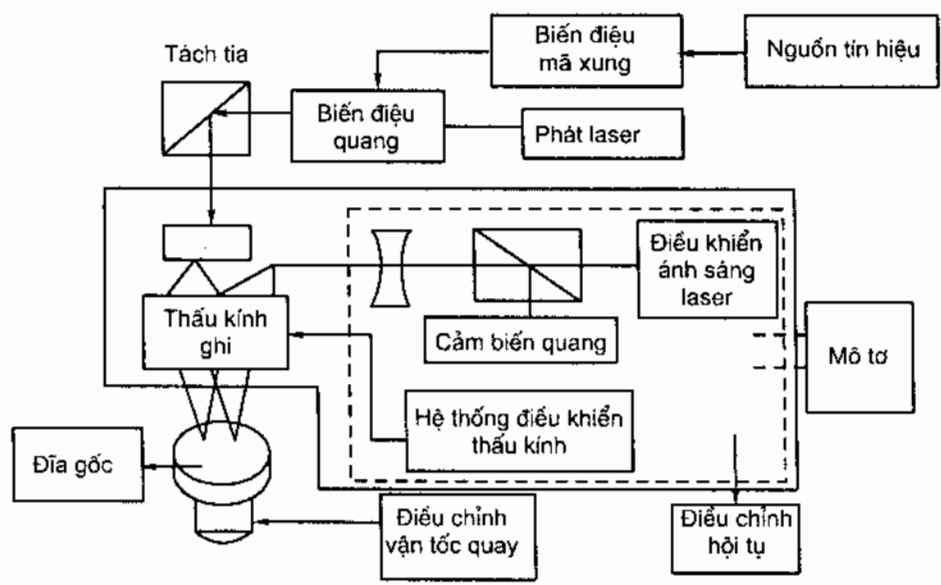 Tách tia
Biến điệu
mã xung
Nguồn tín hiệu
Biến điệu
quang
Phát laser
Điều khiển
ánh sáng
laser
Thấu kính
ghi
Cảm biến quang
Mô tơ
Hệ thống điều khiển
thấu kính
Đĩa gốc
Điều chỉnh
vận tốc quay
Điều chỉnh
hội tụ